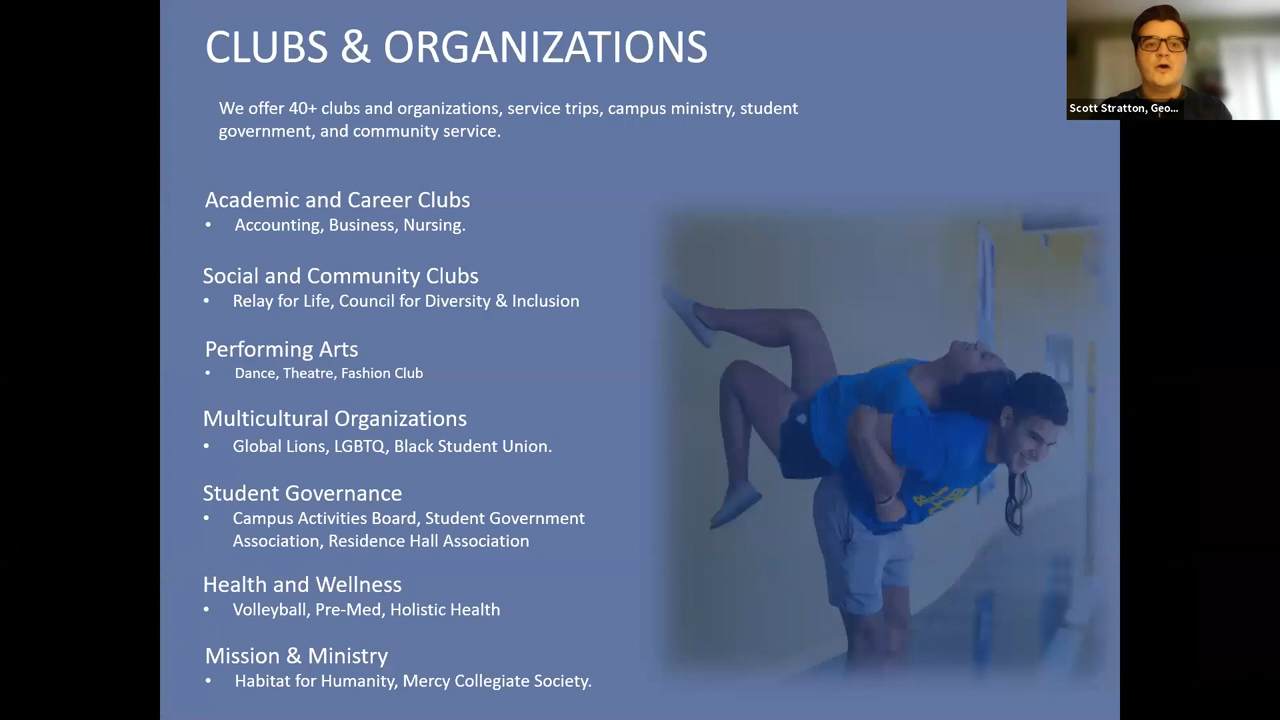 CLUBS & ORGANIZATIONS
We offer 40+ clubs and organizations, service trips, campus ministry, student
government, and community service.
Academic and Career Clubs
• Accounting, Business, Nursing.
Social and Community Clubs
• Relay for Life, Council for Diversity & Inclusion
Performing Arts
• Dance, Theatre, Fashion Club
Multicultural Organizations
• Global Lions, LGBTQ, Black Student Union.
Student Governance
• Campus Activities Board, Student Government
Association, Residence Hall Association
Health and Wellness
• Volleyball, Pre-Med, Holistic Health
Mission & Ministry
• Habitat for Humanity, Mercy Collegiate Society.
Scott Stratton, Geo...